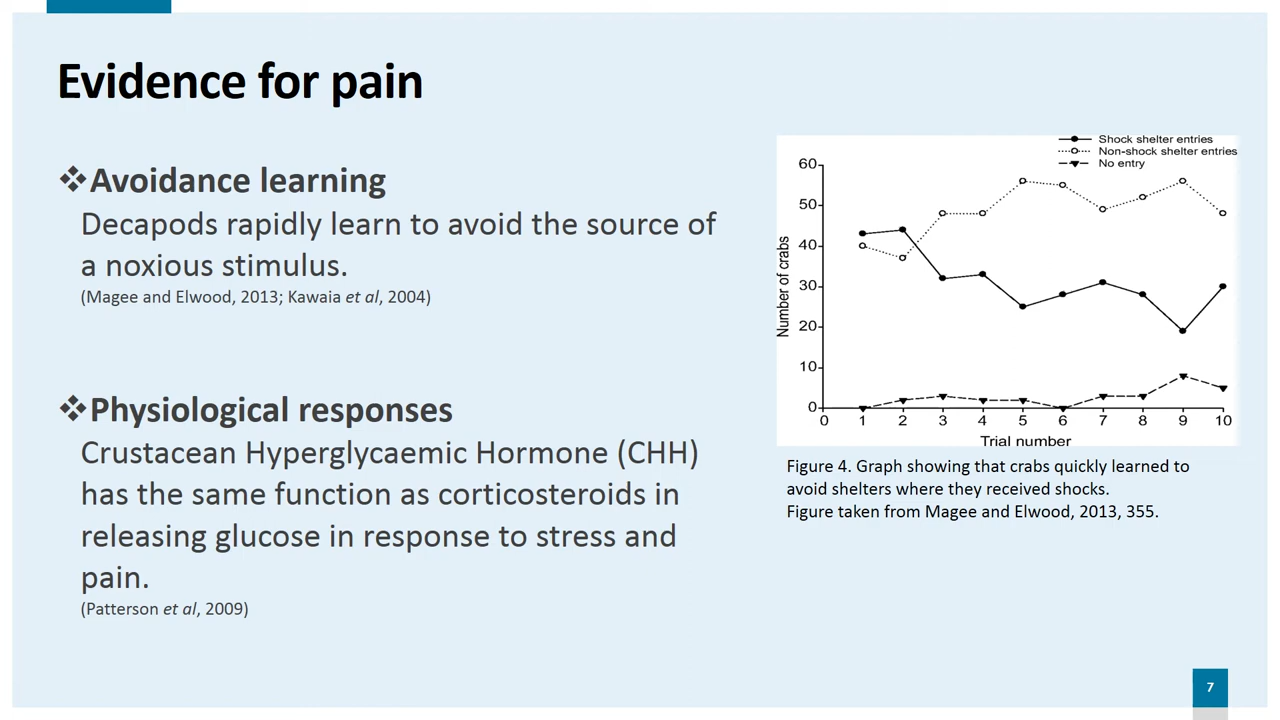 Evidence for pain
❖Avoidance learning
Decapods rapidly learn to avoid the source of
a noxious stimulus.
(Magee and Elwood, 2013; Kawaia et al, 2004)
❖Physiological responses
Crustacean Hyperglycaemic Hormone (CHH)
has the same function as corticosteroids in
releasing glucose in response to stress and
pain.
(Patterson et al, 2009)
Shock shelter entries
Non-shock shelter entries
No entry
60
50
40
30
20
10
0
Number of crabs
0 1 2 3 4 5 6 7 8 9 10
Trial number
Figure 4. Graph showing that crabs quickly learned to
avoid shelters where they received shocks.
Figure taken from Magee and Elwood, 2013, 355.
7